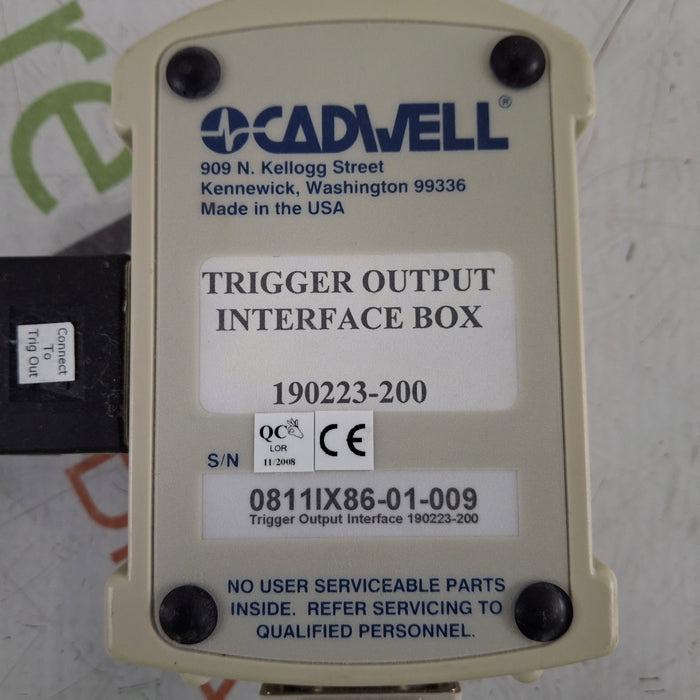 CADWELL®
909 N. Kellogg Street
Kennewick, Washington 99336
Made in the USA
TRIGGER OUTPUT
INTERFACE BOX
190223-200
Connect
To
Trig Out
QC
LOR
11/2008
CE
S/N
0811IX86-01-009
Trigger Output Interface 190223-200
NO USER SERVICEABLE PARTS
INSIDE. REFER SERVICING TO
QUALIFIED PERSONNEL.
re